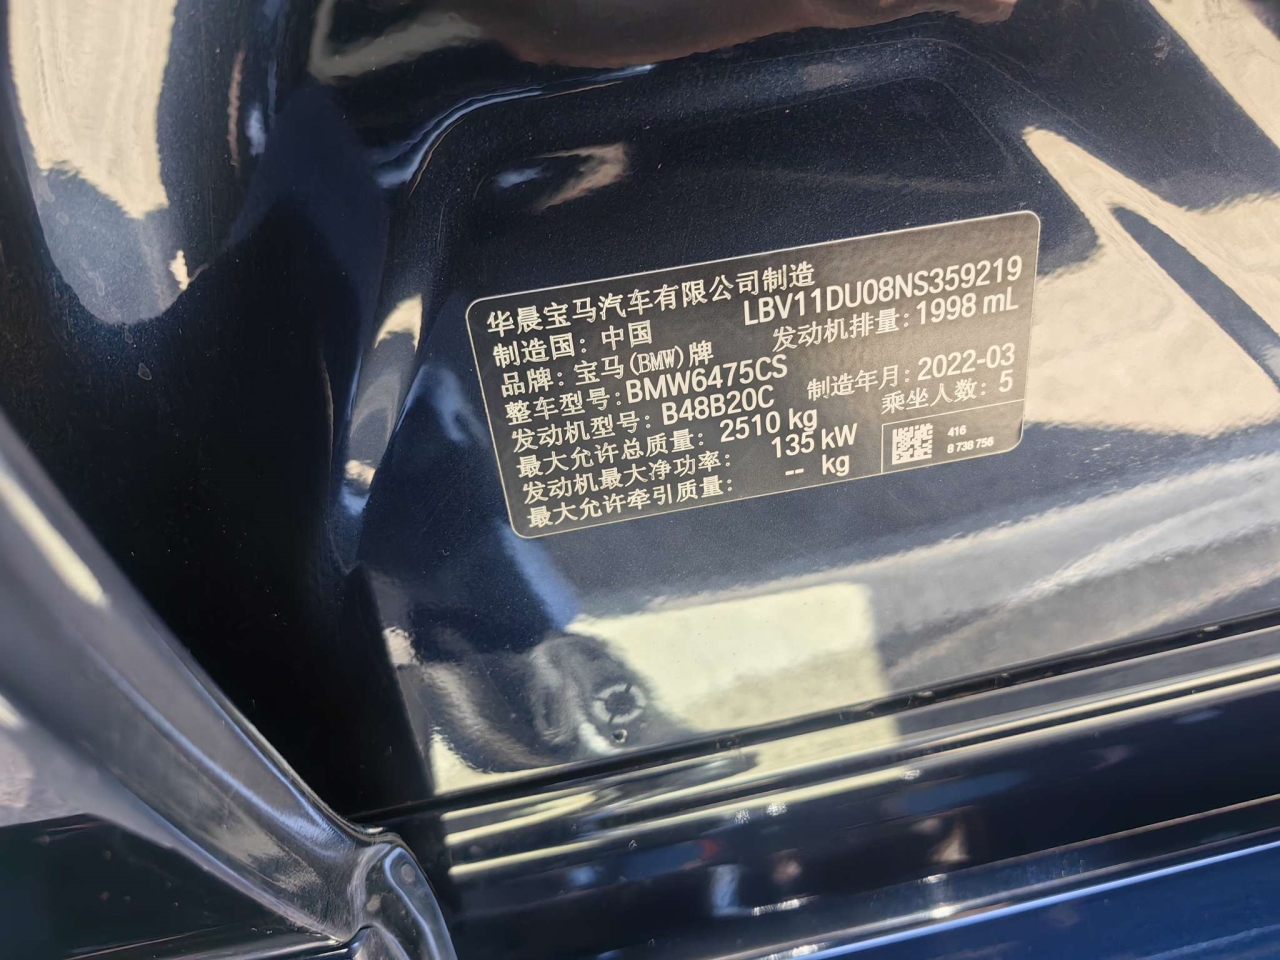 华晨宝马汽车有限公司制造
LBV11DU08NS359219
制造国: 中国
发动机排量: 1998 mL
品牌: 宝马(BMW)牌
整车型号: BMW6475CS
制造年月: 2022-03
发动机型号: B48B20C
乘坐人数: 5
最大允许总质量: 2510 kg
发动机最大净功率: 135 kW
最大允许牵引质量: -- kg
416
8 738 756